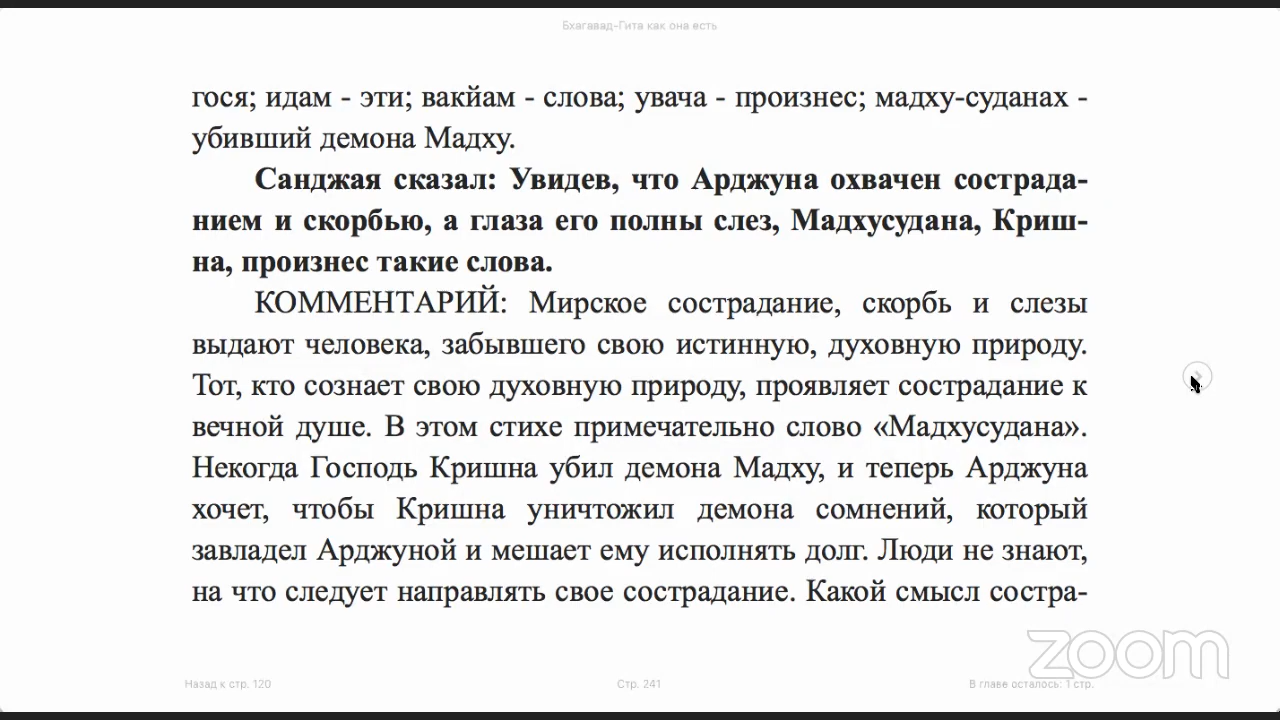 Бхагавад-Гита как она есть
гося; идам - эти; вакйам - слова; увача - произнес; мадху-суданах -
убивший демона Мадху.
Санджая сказал: Увидев, что Арджуна охвачен сострада-
нием и скорбью, а глаза его полны слез, Мадхусудана, Криш-
на, произнес такие слова.
КОММЕНТАРИЙ: Мирское сострадание, скорбь и слезы
выдают человека, забывшего свою истинную, духовную природу.
Тот, кто сознает свою духовную природу, проявляет сострадание к
вечной душе. В этом стихе примечательно слово «Мадхусудана».
Некогда Господь Кришна убил демона Мадху, и теперь Арджуна
хочет, чтобы Кришна уничтожил демона сомнений, который
завладел Арджуной и мешает ему исполнять долг. Люди не знают,
на что следует направлять свое сострадание. Какой смысл состра-
zoom
Назад к стр. 120
Стр. 241
В главе осталось: 1 стр.